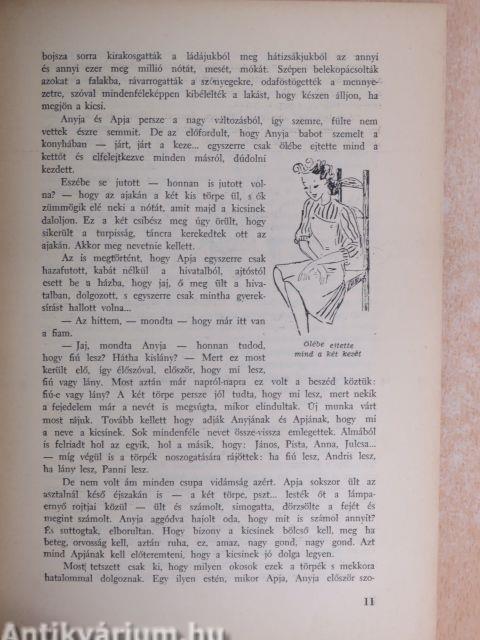 bojsza sorra kirakosgatták a ládájukból meg hátizsákjukból az annyi
és annyi ezer meg millió nótát, mesét, mókát. Szépen belekopácsolták
azokat a falakba, rávarrogatták a szőnyegekre, odaföstögették a mennye-
zetre, szóval mindenféleképpen kibélelték a lakást, hogy készen álljon, ha
megjön a kicsi.
Anyja és Apja persze a nagy változásból, így szemre, fülre nem
vettek észre semmit. De az előfordult, hogy Anyja babot szemelt a
konyhában — járt, járt a keze... egyszerre csak ölébe ejtette mind a
kettőt és elfelejtkezve minden másról, dúdolni
kezdett.
Eszébe se jutott — honnan is jutott vol-
na? — hogy az ajakán a két kis törpe ül, s ők
zümmögik elé neki a nótát, amit majd a kicsinek
daloljon. Ez a két csibész meg úgy örült, hogy
sikerült a turpisság, táncra kerekedtek ott az
ajakán. Akkor meg nevetnie kellett.
Az is megtörtént, hogy Apja egyszerre csak
hazafutott, kabát nélkül a hivatalból, ajtóstól
esett be a házba, hogy jaj, ő meg ült a hiva-
talban, dolgozott, s egyszerre csak mintha gyerek-
sírást hallott volna...
— Az hittem, — mondta — hogy már itt van
a fiam.
— Jaj, mondta Anyja — honnan tudod,
hogy fiú lesz? Hátha kislány? — Mert ez most
került elő, így élőszóval, először, hogy mi lesz,
fiú vagy lány. Most aztán már napról-napra ez volt a beszéd köztük:
fiú-e vagy lány? A két törpe persze jól tudta, hogy mi lesz, mert nekik
a fejedelem már a nevét is megsúgta, mikor elindultak. Új munka várt
most rájuk. Tovább kellett hogy adják Anyjának és Apjának, hogy mi
a neve a kicsinek. Sok mindenféle nevet össze-vissza emlegettek. Álmából
is felriadt hol az egyik, hol a másik, hogy: János, Pista, Anna, Julcsa...
— míg végül is a törpék noszogatására rájöttek: ha fiú lesz, Andris lesz,
ha lány lesz, Panni lesz.
De nem volt ám minden csupa vidámság azért. Apja sokszor ült az
asztalnál késő éjszakán is — a két törpe, pszt... lesték őt a lámpa-
ernyő rojtjai közül — ült és számolt, simogatta, dörzsölte a fejét és
megint számolt. Anyja aggódva hajolt oda, hogy mit is számol annyit?
És suttogtak, elborultan. Hogy bizony a kicsinek bölcső kell, meg ha
beteg, orvosság kell, aztán ruha, ez, amaz, nagy gond, nagy gond. Azt
mind Apjának kell előteremteni, hogy a kicsinek jó dolga legyen.
Most tetszett csak ki, hogy milyen okosok ezek a törpék s mekkora
hatalommal dolgoznak. Egy ilyen estén, mikor Apja, Anyja először szo-
Ölébe ejtette
mind a két kezét
11
Antikvárium.hu